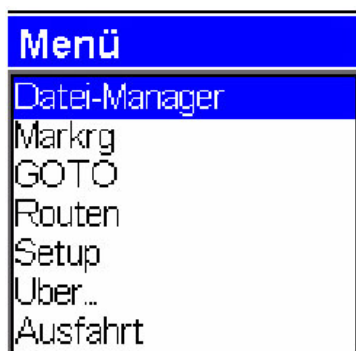 Menü
Datei-Manager
Markrg
GOTO
Routen
Setup
Uber...
Ausfahrt